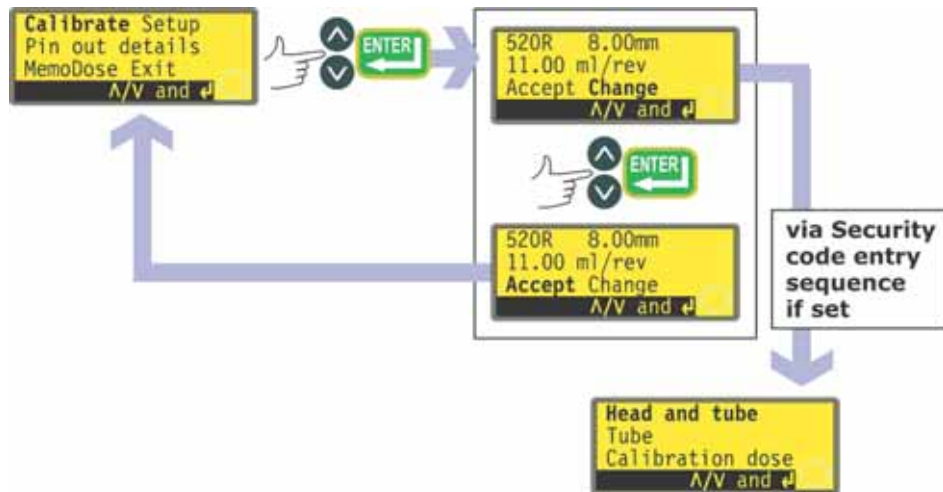 Calibrate Setup
Pin out details
MemoDose Exit
Λ/V and ↲
ENTER
520R 8.00mm
11.00 ml/rev
Accept Change
Λ/V and ↲
ENTER
520R 8.00mm
11.00 ml/rev
Accept Change
Λ/V and ↲
via Security
code entry
sequence
if set
Head and tube
Tube
Calibration dose
Λ/V and ↲